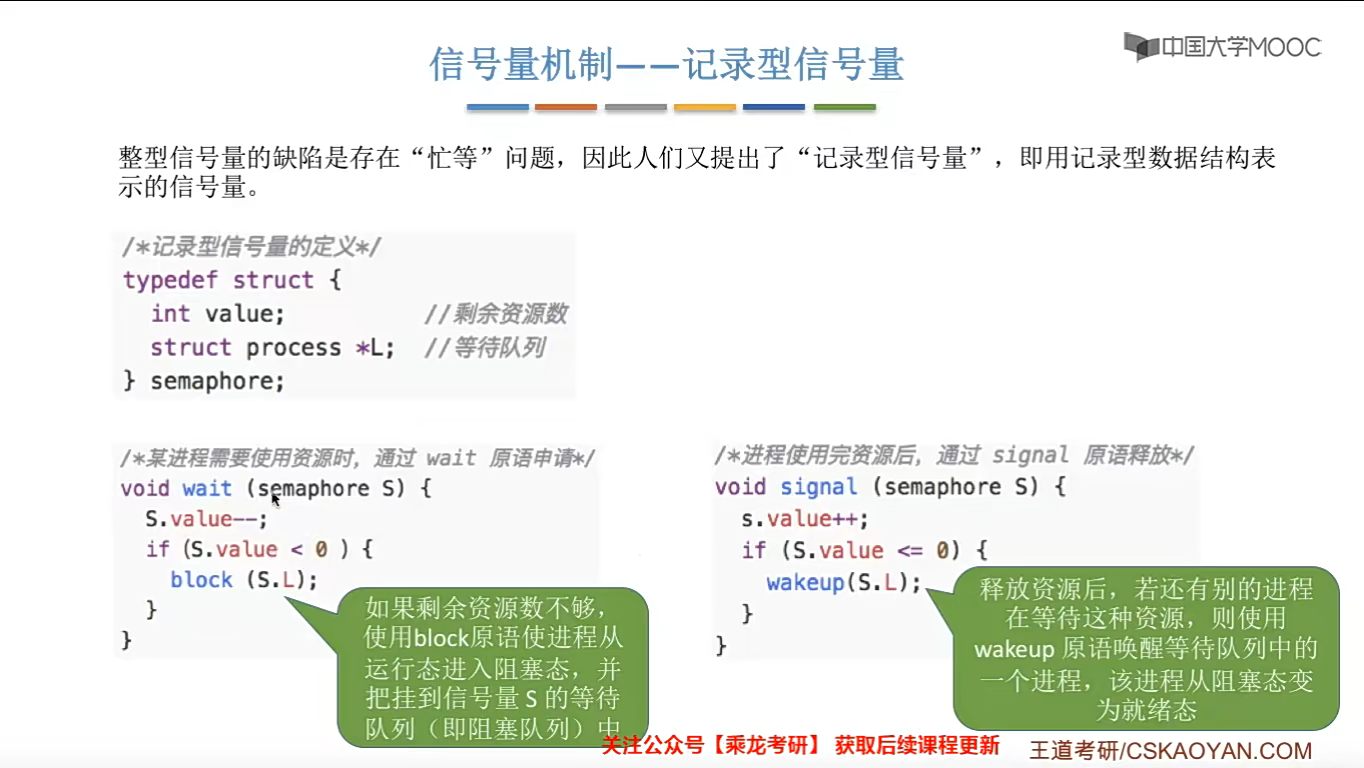 中国大学MOOC
信号量机制——记录型信号量
整型信号量的缺陷是存在“忙等”问题，因此人们又提出了“记录型信号量”，即用记录型数据结构表
示的信号量。
/*记录型信号量的定义*/
typedef struct {
int value; //剩余资源数
struct process *L; //等待队列
} semaphore;
/*某进程需要使用资源时，通过 wait 原语申请*/
void wait (semaphore S) {
S.value--;
if (S.value < 0 ) {
block (S.L);
}
}
如果剩余资源数不够，
使用block原语使进程从
运行态进入阻塞态，并
把挂到信号量 S 的等待
队列（即阻塞队列）中
/*进程使用完资源后，通过 signal 原语释放*/
void signal (semaphore S) {
s.value++;
if (S.value <= 0) {
wakeup(S.L);
}
}
释放资源后，若还有别的进程
在等待这种资源，则使用
wakeup 原语唤醒等待队列中的
一个进程，该进程从阻塞态变
为就绪态
关注公众号【乘龙考研】 获取后续课程更新
王道考研/CSKAOYAN.COM